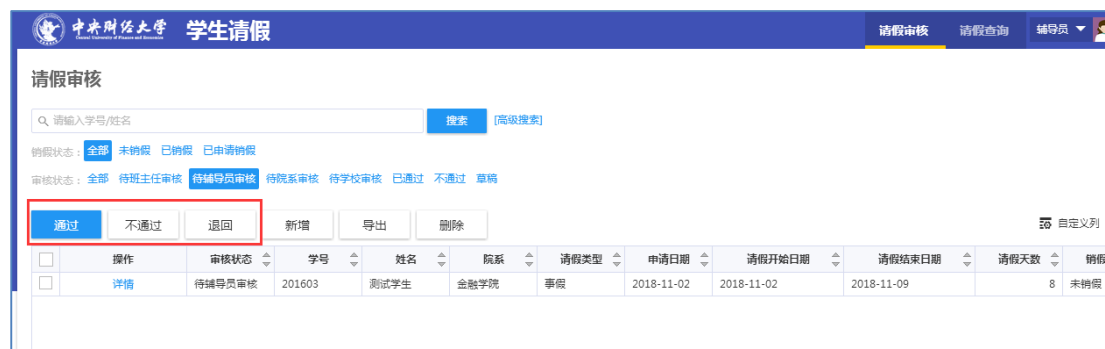 中央财经大学 学生请假 请假审核 请假查询 辅导员
Central University of Finance and Economics
请假审核
请输入学号/姓名 搜索 [高级搜索]
销假状态： 全部 未销假 已销假 已申请销假
审核状态： 全部 待班主任审核 待辅导员审核 待院系审核 待学校审核 已通过 不通过 草稿
通过 不通过 退回 新增 导出 删除 自定义列
操作 审核状态 学号 姓名 院系 请假类型 申请日期 请假开始日期 请假结束日期 请假天数 销假
详情 待辅导员审核 201603 测试学生 金融学院 事假 2018-11-02 2018-11-02 2018-11-09 8 未销假